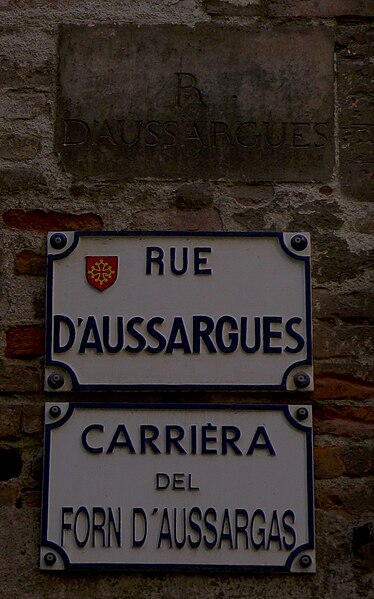 R
D'AUSSARGUES
RUE
D'AUSSARGUES
CARRIÈRA
DEL
FORN D'AUSSARGAS